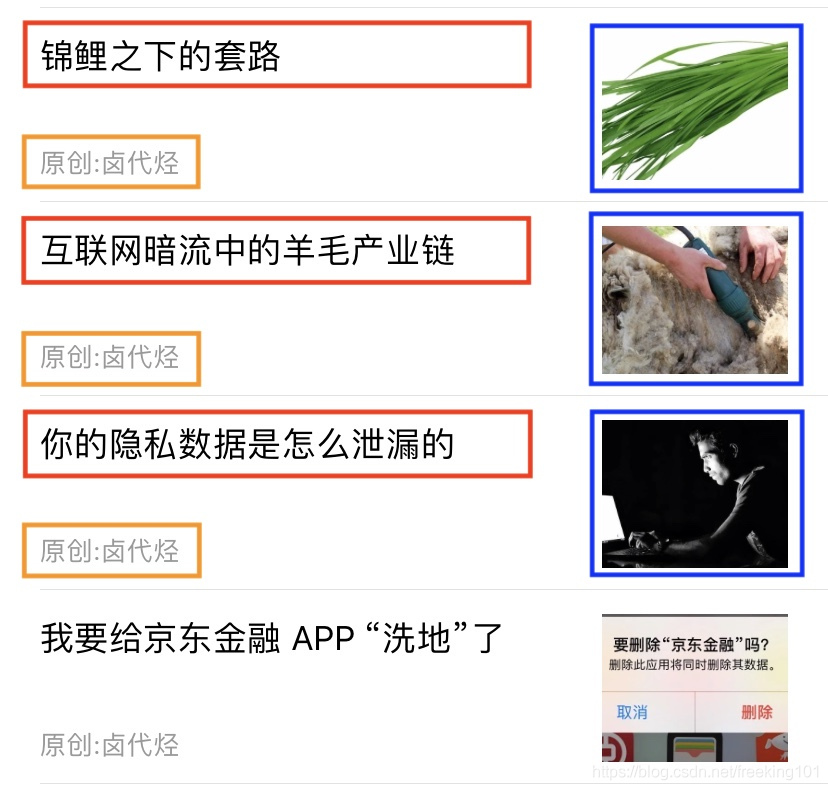 锦鲤之下的套路
原创:卤代烃
互联网暗流中的羊毛产业链
原创:卤代烃
你的隐私数据是怎么泄漏的
原创:卤代烃
我要给京东金融 APP “洗地”了
要删除“京东金融”吗?
删除此应用将同时删除其数据。
取消
删除
原创:卤代烃
https://blog.csdn.net/freeking101